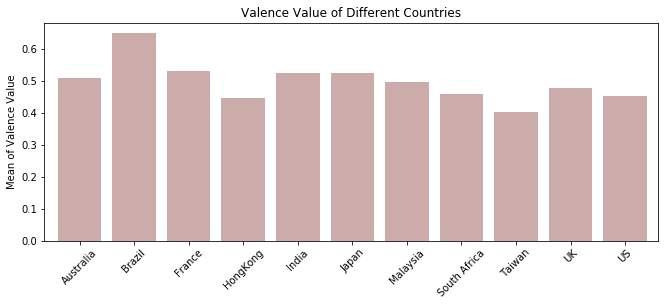 Valence Value of Different Countries
Mean of Valence Value
0.6
0.5
0.4
0.3
0.2
0.1
0.0
Australia
Brazil
France
HongKong
India
Japan
Malaysia
South Africa
Taiwan
UK
US